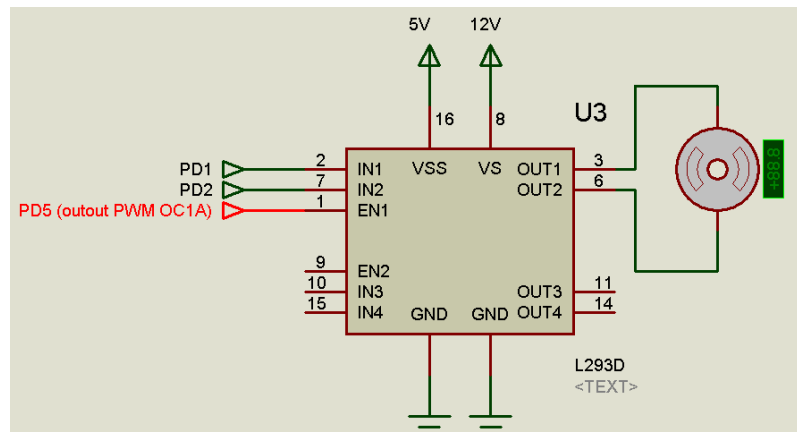 5V 12V
16 8
U3
PD1 2 IN1 VSS VS OUT1 3
PD2 7 IN2 OUT2 6
PD5 (outout PWM OC1A) 1 EN1
+88.8
9 EN2
10 IN3 OUT3 11
15 IN4 GND GND OUT4 14
L293D
<TEXT>